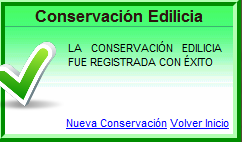 Conservación Edilicia
LA CONSERVACIÓN EDILICIA
FUE REGISTRADA CON ÉXITO
Nueva Conservación Volver Inicio